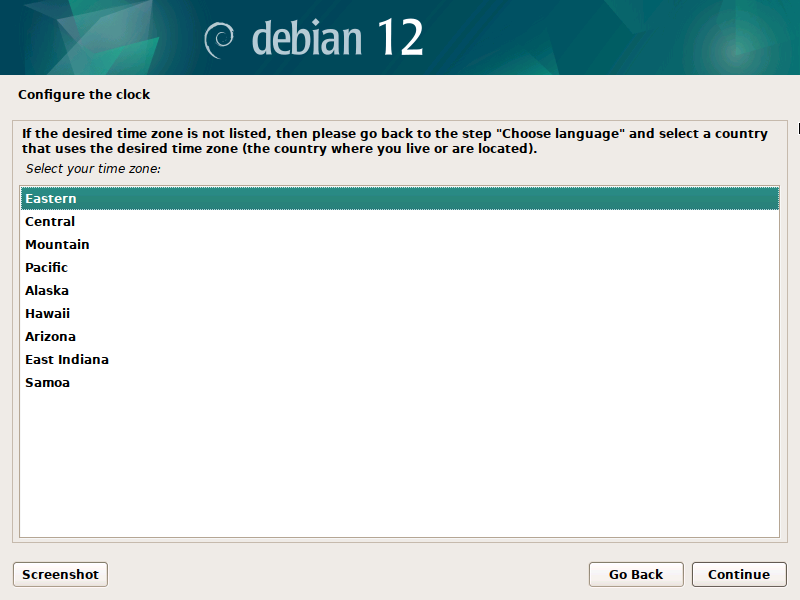 debian 12
Configure the clock
If the desired time zone is not listed, then please go back to the step "Choose language" and select a country
that uses the desired time zone (the country where you live or are located).
Select your time zone:
Eastern
Central
Mountain
Pacific
Alaska
Hawaii
Arizona
East Indiana
Samoa
Screenshot
Go Back
Continue